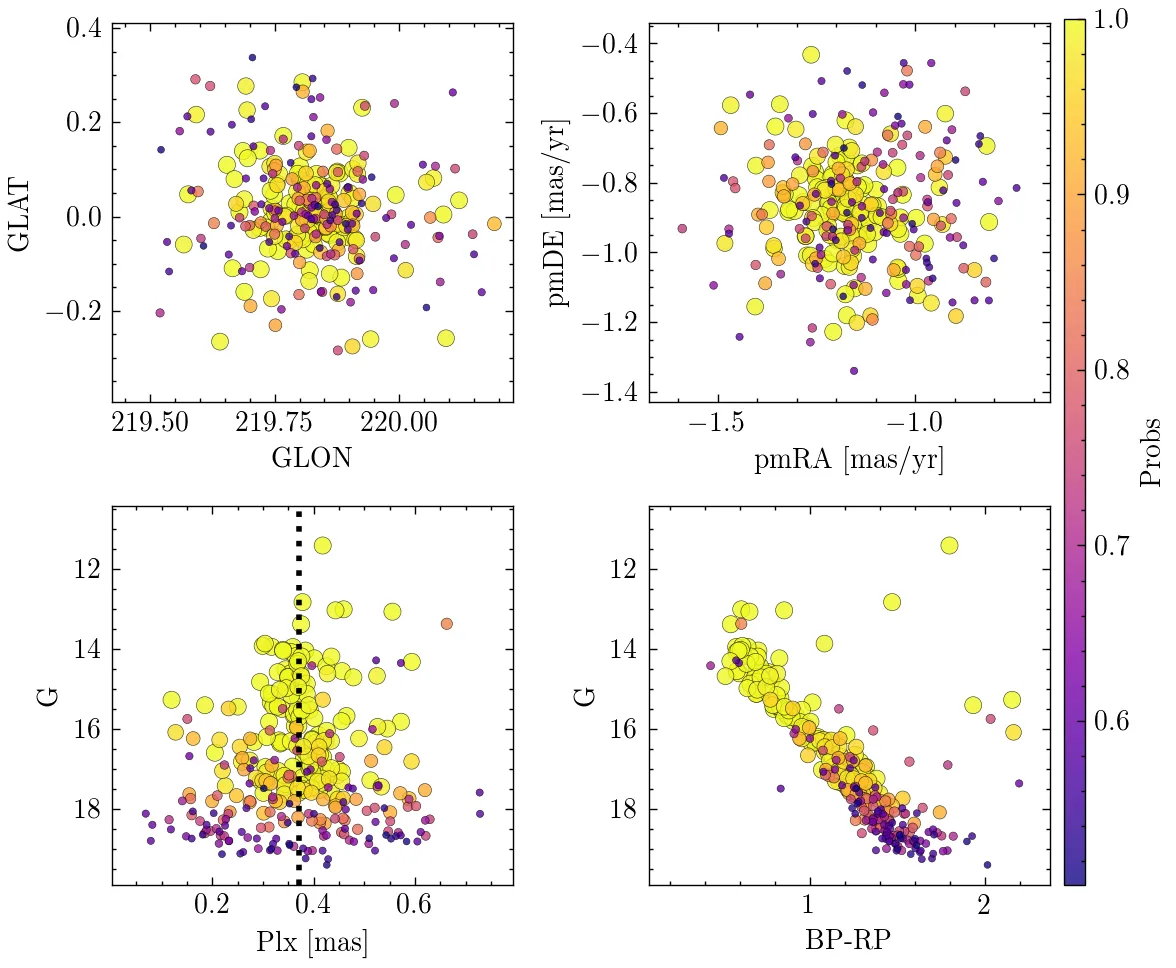 0.4
0.2
0.0
−0.2
GLAT
219.50 219.75 220.00
GLON
−0.4
−0.6
−0.8
−1.0
−1.2
−1.4
pmDE [mas/yr]
−1.5 −1.0
pmRA [mas/yr]
12
14
16
18
G
0.2 0.4 0.6
Plx [mas]
12
14
16
18
G
1 2
BP-RP
1.0
0.9
0.8
0.7
0.6
Probs